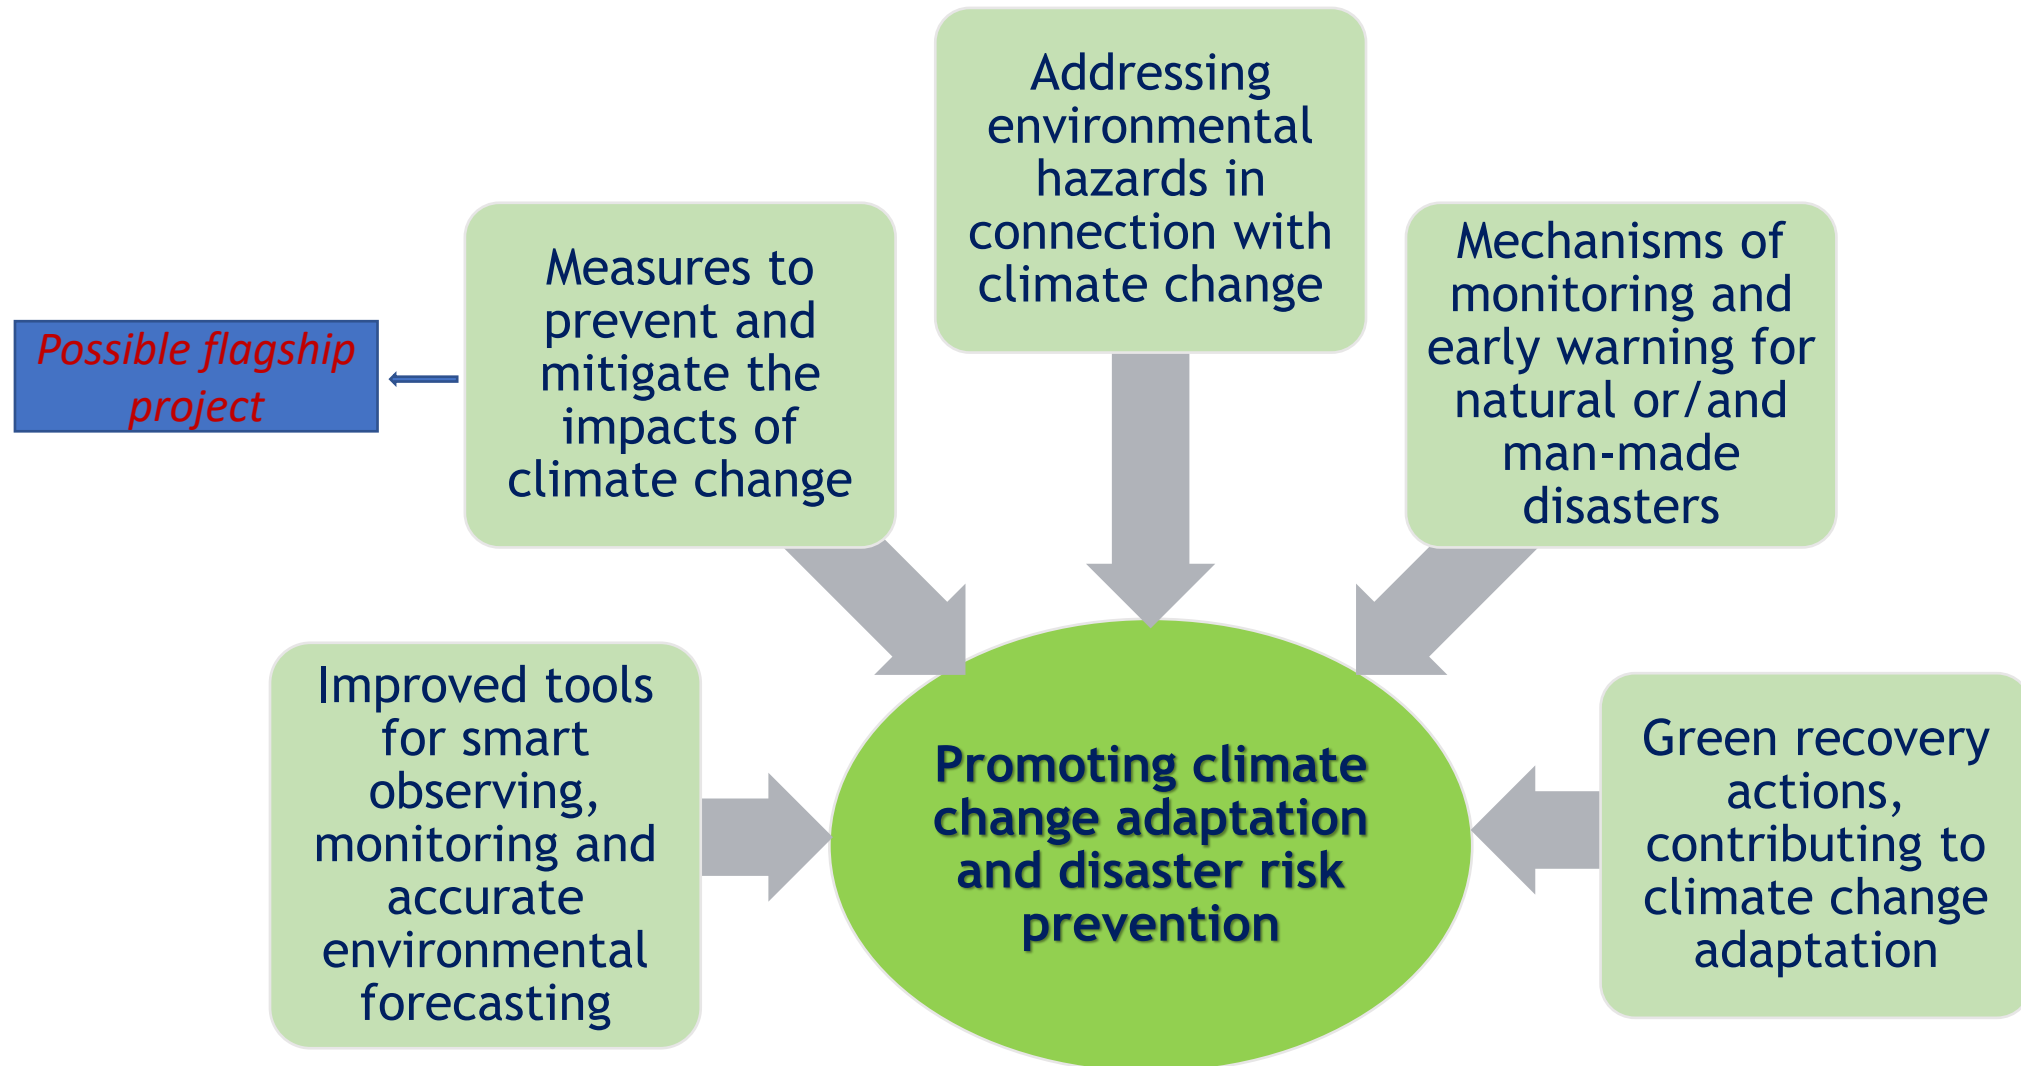 Addressing
environmental
hazards in
connection with
climate change
Measures to
prevent and
mitigate the
impacts of
climate change
Mechanisms of
monitoring and
early warning for
natural or/and
man-made
disasters
Possible flagship
project
Improved tools
for smart
observing,
monitoring and
accurate
environmental
forecasting
Promoting climate
change adaptation
and disaster risk
prevention
Green recovery
actions,
contributing to
climate change
adaptation